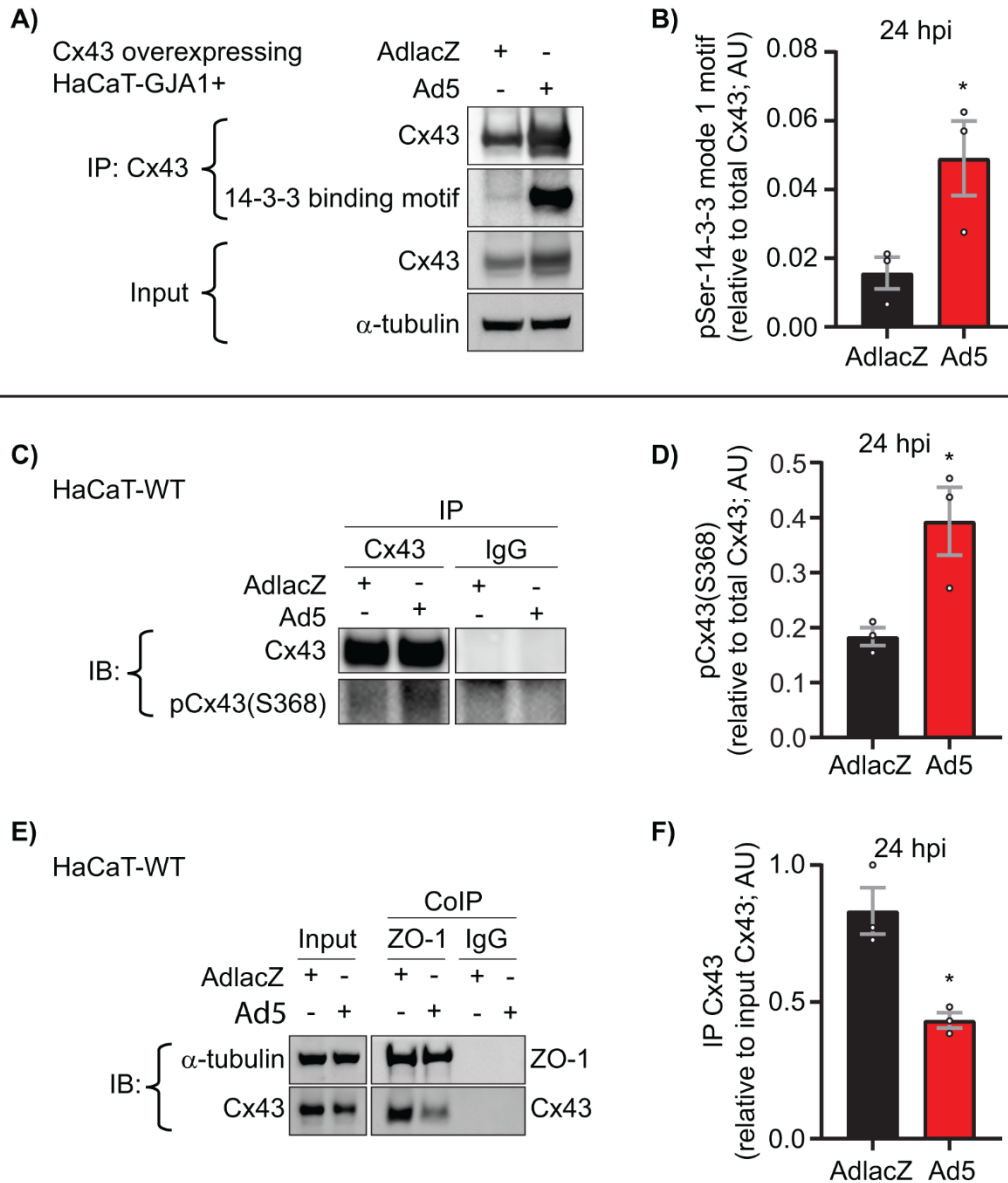 A)
Cx43 overexpressing
HaCaT-GJA1+
AdlacZ + -
Ad5 - +
IP: Cx43
Cx43
14-3-3 binding motif
Input
Cx43
α-tubulin
B)
24 hpi
pSer-14-3-3 mode 1 motif
(relative to total Cx43; AU)
0.08
0.06
0.04
0.02
0.00
*
AdlacZ Ad5
C)
HaCaT-WT
IP
Cx43 IgG
AdlacZ + - + -
Ad5 - + - +
IB:
Cx43
pCx43(S368)
D)
24 hpi
pCx43(S368)
(relative to total Cx43; AU)
0.5
0.4
0.3
0.2
0.1
0.0
*
AdlacZ Ad5
E)
HaCaT-WT
CoIP
Input ZO-1 IgG
AdlacZ + - + - + -
Ad5 - + - + - +
IB:
α-tubulin ZO-1
Cx43 Cx43
F)
24 hpi
IP Cx43
(relative to input Cx43; AU)
1.0
0.5
0.0
*
AdlacZ Ad5